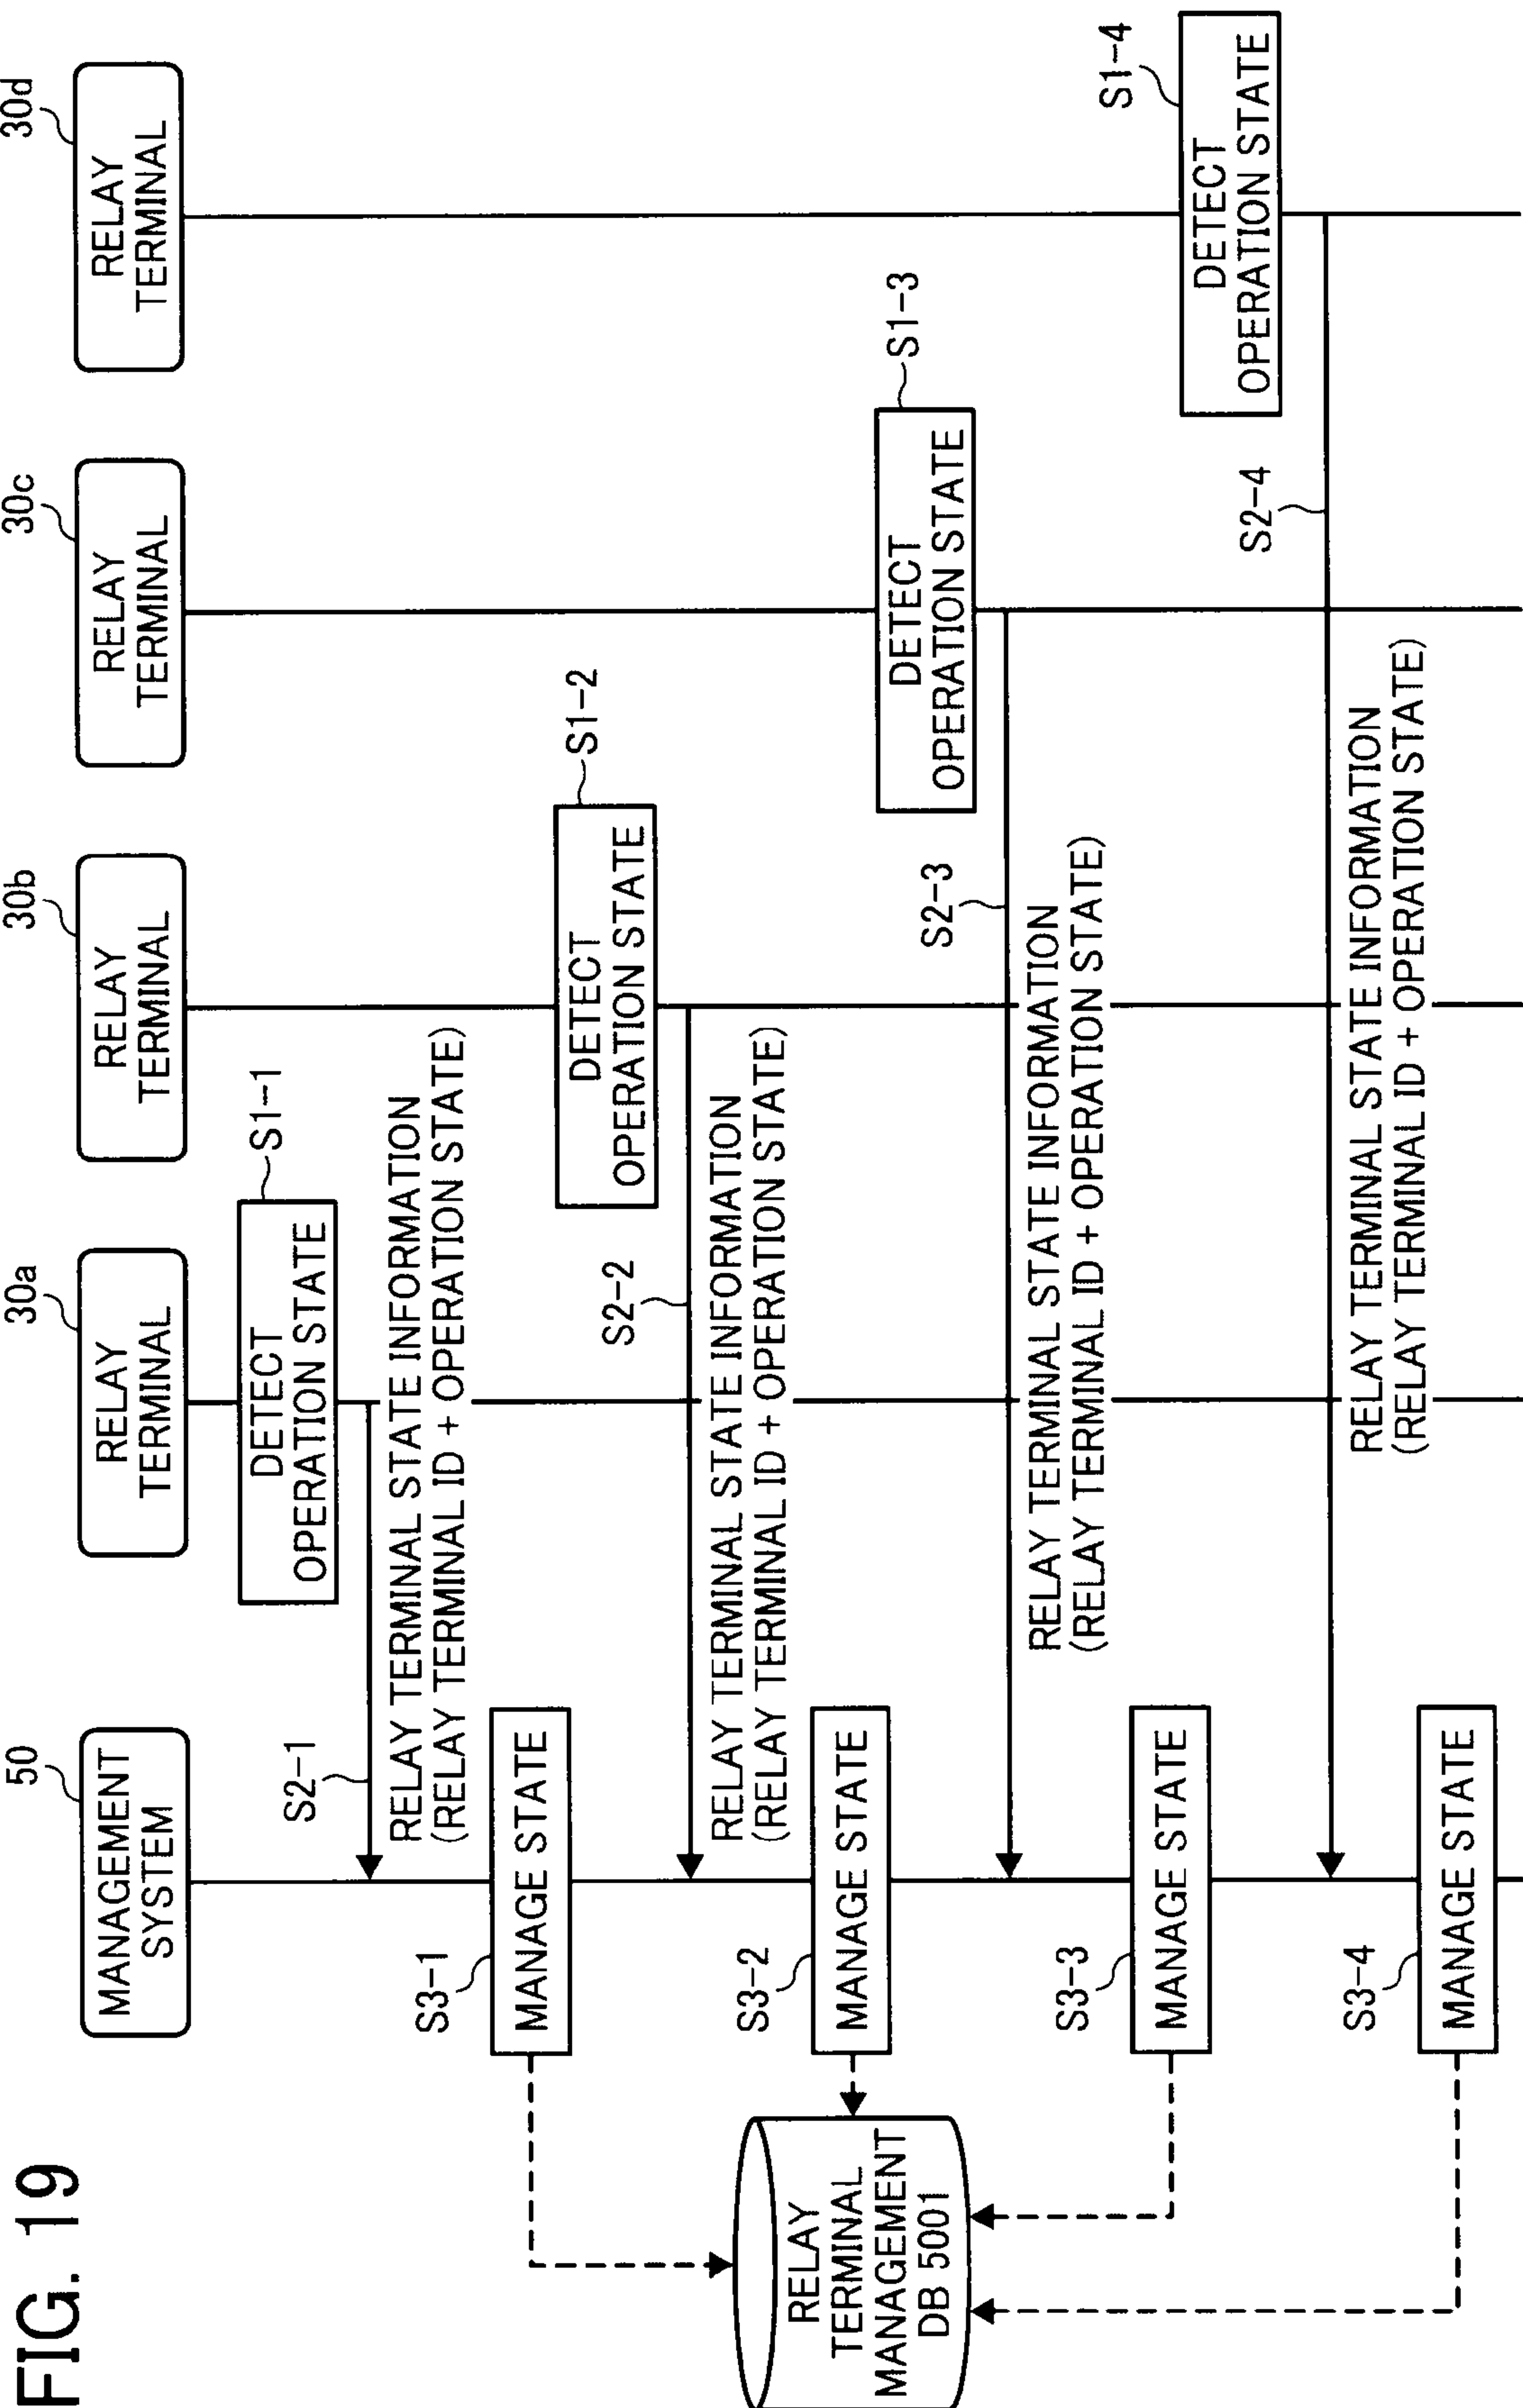 FIG. 19
50
MANAGEMENT
SYSTEM
30a
RELAY
TERMINAL
30b
RELAY
TERMINAL
30c
RELAY
TERMINAL
30d
RELAY
TERMINAL
S1-1
DETECT
OPERATION STATE
S2-1
RELAY TERMINAL STATE INFORMATION
(RELAY TERMINAL ID + OPERATION STATE)
S3-1
MANAGE STATE
S1-2
DETECT
OPERATION STATE
S2-2
RELAY TERMINAL STATE INFORMATION
(RELAY TERMINAL ID + OPERATION STATE)
S3-2
MANAGE STATE
RELAY
TERMINAL
MANAGEMENT
DB 5001
S1-3
DETECT
OPERATION STATE
S2-3
RELAY TERMINAL STATE INFORMATION
(RELAY TERMINAL ID + OPERATION STATE)
S3-3
MANAGE STATE
S1-4
DETECT
OPERATION STATE
S2-4
RELAY TERMINAL STATE INFORMATION
(RELAY TERMINAL ID + OPERATION STATE)
S3-4
MANAGE STATE